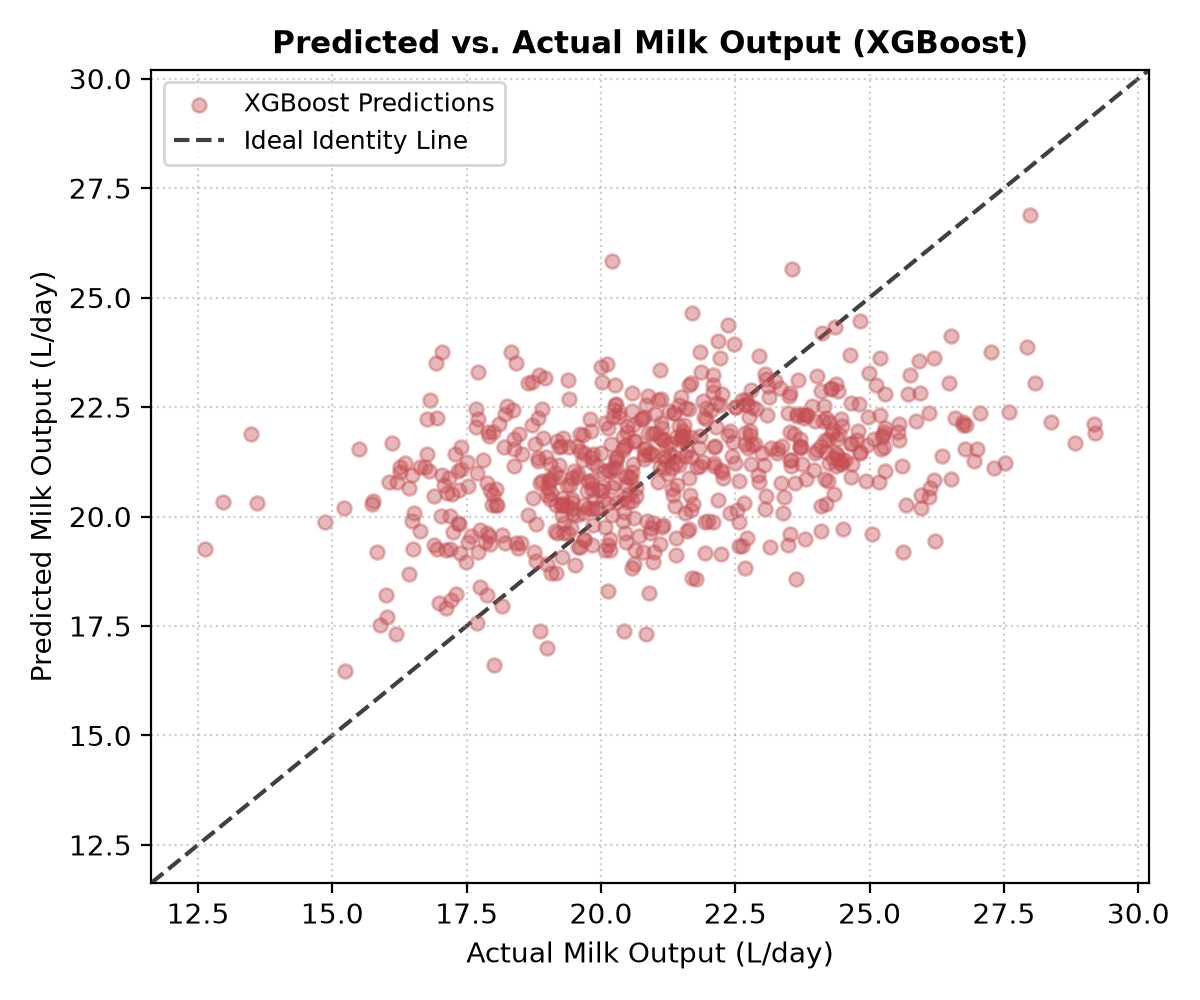 Predicted vs. Actual Milk Output (XGBoost)
XGBoost Predictions
Ideal Identity Line
Predicted Milk Output (L/day)
30.0
27.5
25.0
22.5
20.0
17.5
15.0
12.5
12.5 15.0 17.5 20.0 22.5 25.0 27.5 30.0
Actual Milk Output (L/day)